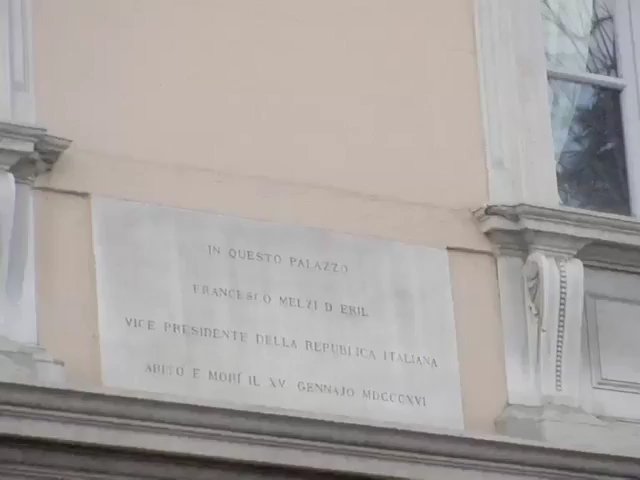 IN QUESTO PALAZZO
FRANCESCO MELZI D'ERIL
VICE PRESIDENTE DELLA REPUBLICA ITALIANA
ABITÒ E MORÌ IL XV GENNAJO MDCCCXVI